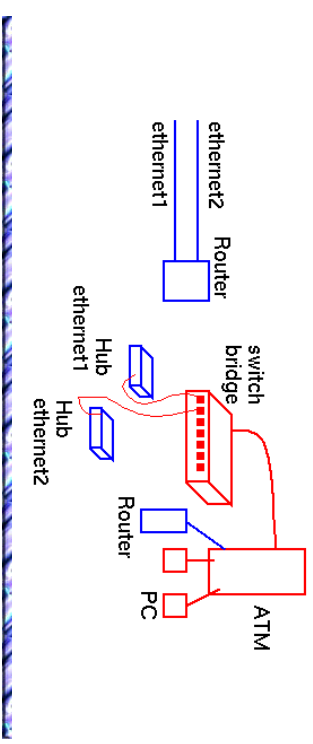 ethernet2
ethernet1
Router
switch
bridge
Hub
ethernet1
Hub
ethernet2
Router
ATM
PC